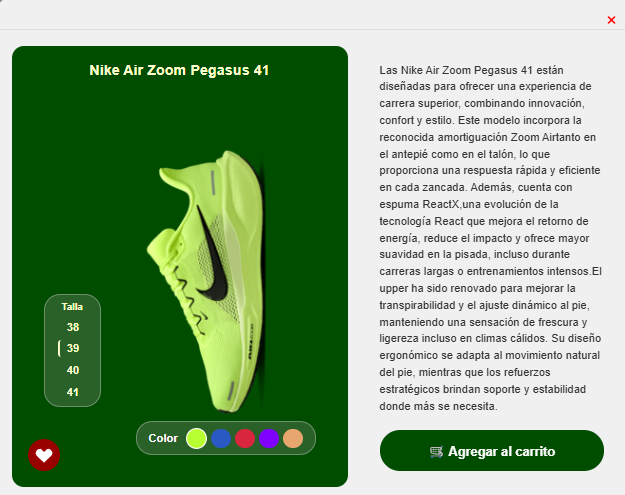 ×
Nike Air Zoom Pegasus 41
Talla
38
39
40
41
Color
Las Nike Air Zoom Pegasus 41 están
diseñadas para ofrecer una experiencia de
carrera superior, combinando innovación,
confort y estilo. Este modelo incorpora la
reconocida amortiguación Zoom Airtanto en
el antepié como en el talón, lo que
proporciona una respuesta rápida y eficiente
en cada zancada. Además, cuenta con
espuma ReactX,una evolución de la
tecnología React que mejora el retorno de
energía, reduce el impacto y ofrece mayor
suavidad en la pisada, incluso durante
carreras largas o entrenamientos intensos.El
upper ha sido renovado para mejorar la
transpirabilidad y el ajuste dinámico al pie,
manteniendo una sensación de frescura y
ligereza incluso en climas cálidos. Su diseño
ergonómico se adapta al movimiento natural
del pie, mientras que los refuerzos
estratégicos brindan soporte y estabilidad
donde más se necesita.
🛒 Agregar al carrito